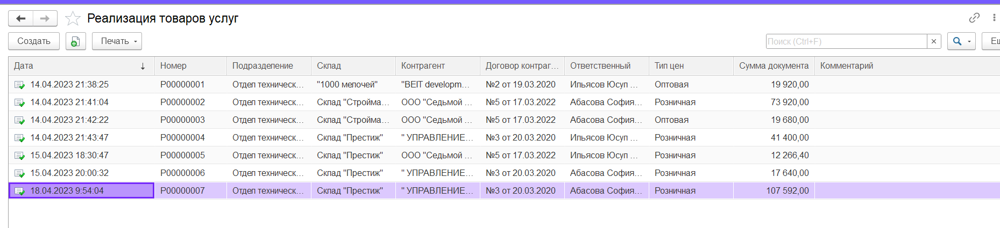 Реализация товаров услуг
Создать Печать Поиск (Ctrl+F) × Ещ
Дата ↓ Номер Подразделение Склад Контрагент Договор контраг... Ответственный Тип цен Сумма документа Комментарий
14.04.2023 21:38:25 Р00000001 Отдел техническ... "1000 мелочей" "BEIT developm... №2 от 19.03.2020 Ильясов Юсуп ... Оптовая 19 920,00
14.04.2023 21:41:04 Р00000002 Отдел техническ... Склад "Стройма... ООО "Седьмой ... №5 от 17.03.2022 Абасова София... Розничная 73 920,00
14.04.2023 21:42:22 Р00000003 Отдел техническ... Склад "Стройма... ООО "Седьмой ... №5 от 17.03.2022 Абасова София... Оптовая 19 680,00
14.04.2023 21:43:47 Р00000004 Отдел техническ... Склад "Престиж" " УПРАВЛЕНИЕ... №3 от 20.03.2020 Ильясов Юсуп ... Розничная 41 400,00
15.04.2023 18:30:47 Р00000005 Отдел техническ... Склад "Престиж" ООО "Седьмой ... №5 от 17.03.2022 Ильясов Юсуп ... Розничная 12 266,40
15.04.2023 20:00:32 Р00000006 Отдел техническ... Склад "Престиж" " УПРАВЛЕНИЕ... №3 от 20.03.2020 Абасова София... Розничная 17 640,00
18.04.2023 9:54:04 Р00000007 Отдел техническ... Склад "Престиж" " УПРАВЛЕНИЕ... №3 от 20.03.2020 Абасова София... Розничная 107 592,00